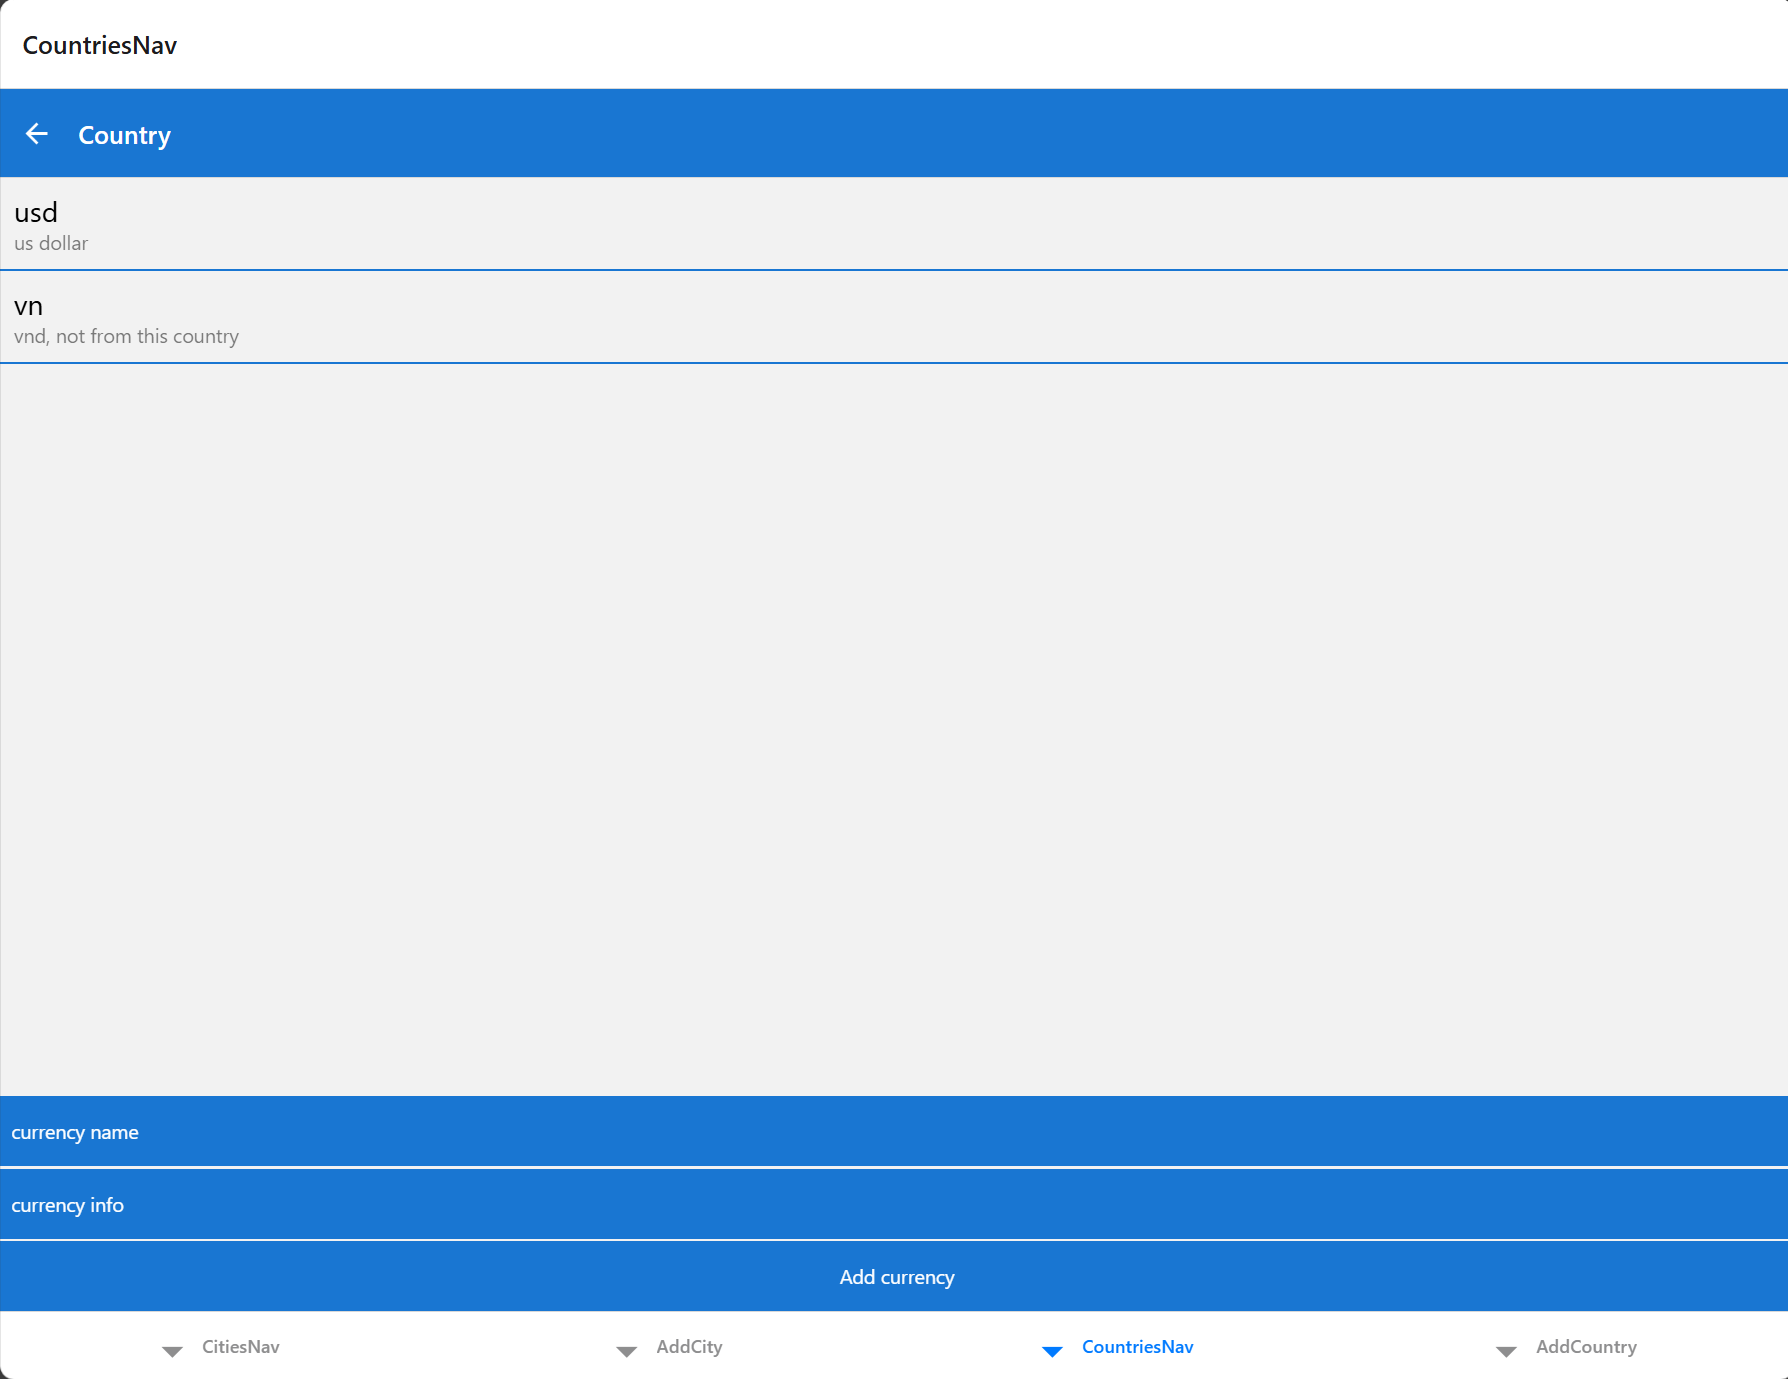 CountriesNav
Country
usd
us dollar
vn
vnd, not from this country
currency name
currency info
Add currency
CitiesNav
AddCity
CountriesNav
AddCountry